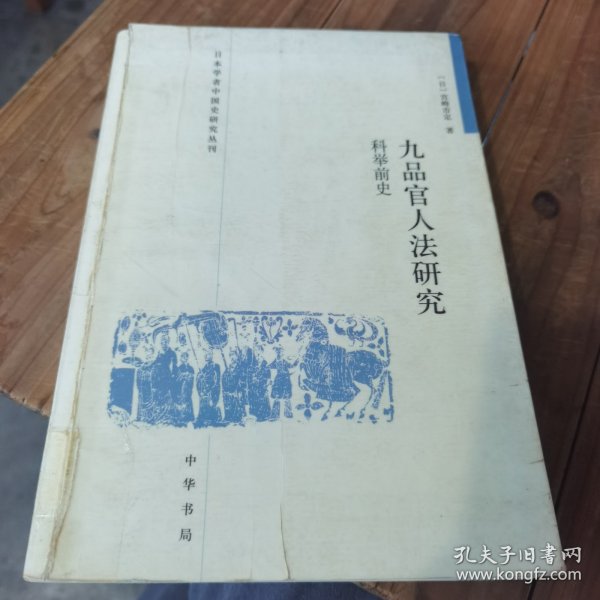 [日]宫崎市定 著
九品官人法研究
科举前史
日本学者中国史研究丛刊
中华书局
孔夫子旧书网
www.kongfz.com